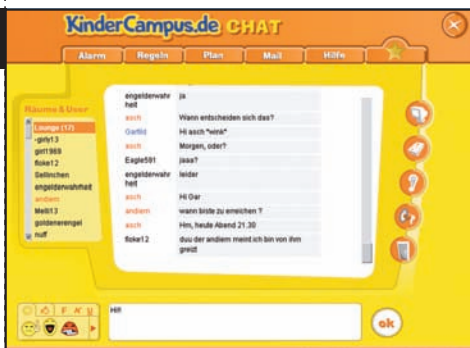 KinderCampus.de CHAT
Alarm Regeln Plan Mail Hilfe
Räume & User
Lounge (17)
-girly13
girl1969
floke12
Sellinchen
engelderwahrheit
andiem
Melli13
goldenerengel
nuff
engelderwahr ja
heit
asch Wann entscheiden sich das?
Garfild Hi asch "wink"
asch Morgen, oder?
Eagle591 jaaa?
engelderwahr leider
heit
asch Hi Gar
andiem wann biste zu erreichen ?
asch Hm, heute Abend 21.30
floke12 duu der andiem meint ich bin von ihm
greizt
F K U
Hi!!
ok